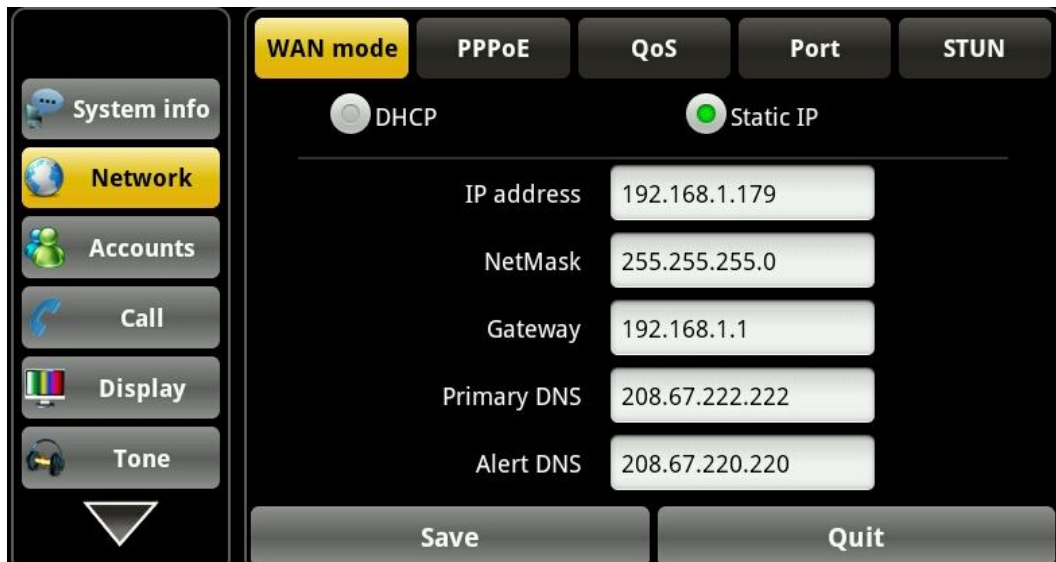 WAN mode PPPoE QoS Port STUN
System info
Network
Accounts
Call
Display
Tone
DHCP Static IP
IP address 192.168.1.179
NetMask 255.255.255.0
Gateway 192.168.1.1
Primary DNS 208.67.222.222
Alert DNS 208.67.220.220
Save Quit